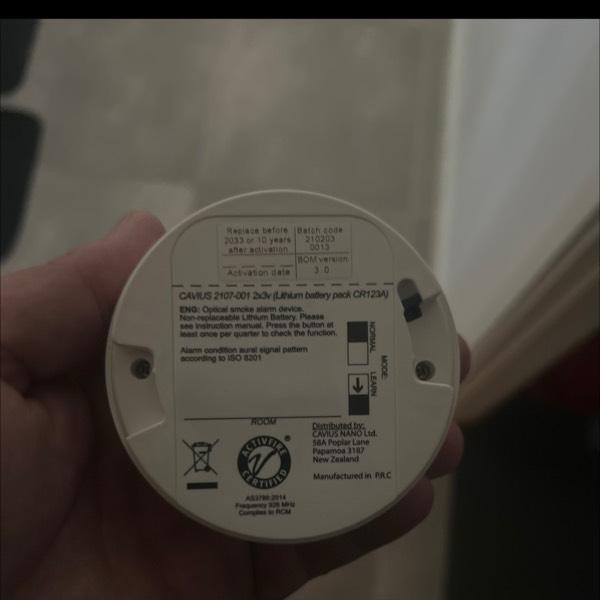 Replace before
2033 or 10 years
after activation
Activation date
Batch code
210203
0013
BOM version
3.0
CAVIUS 2107-001 2x3v (Lithium battery pack CR123A)
ENG: Optical smoke alarm device.
Non-replaceable Lithium Battery. Please
see instruction manual. Press the button at
least once per quarter to check the function.
Alarm condition aural signal pattern
according to ISO 8201
NORMAL
MODE:
LEARN
ROOM
ACTIVFIRE
®
CERTIFIED
Distributed by:
CAVIUS NANO Ltd.
58A Poplar Lane
Papamoa 3187
New Zealand
Manufactured in P.R.C
AS3786:2014
Frequency 926 MHz
Complies to RCM